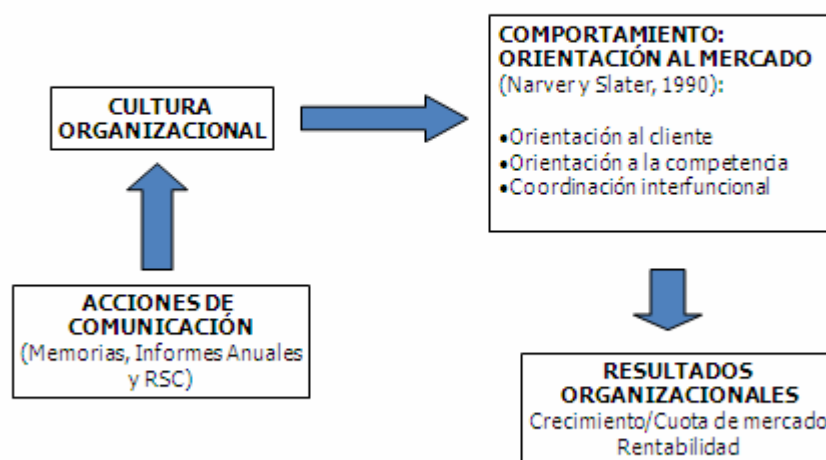 COMPORTAMIENTO:
ORIENTACIÓN AL MERCADO
(Narver y Slater, 1990):
•Orientación al cliente
•Orientación a la competencia
•Coordinación interfuncional
CULTURA
ORGANIZACIONAL
ACCIONES DE
COMUNICACIÓN
(Memorias, Informes Anuales
y RSC)
RESULTADOS
ORGANIZACIONALES
Crecimiento/Cuota de mercado
Rentabilidad